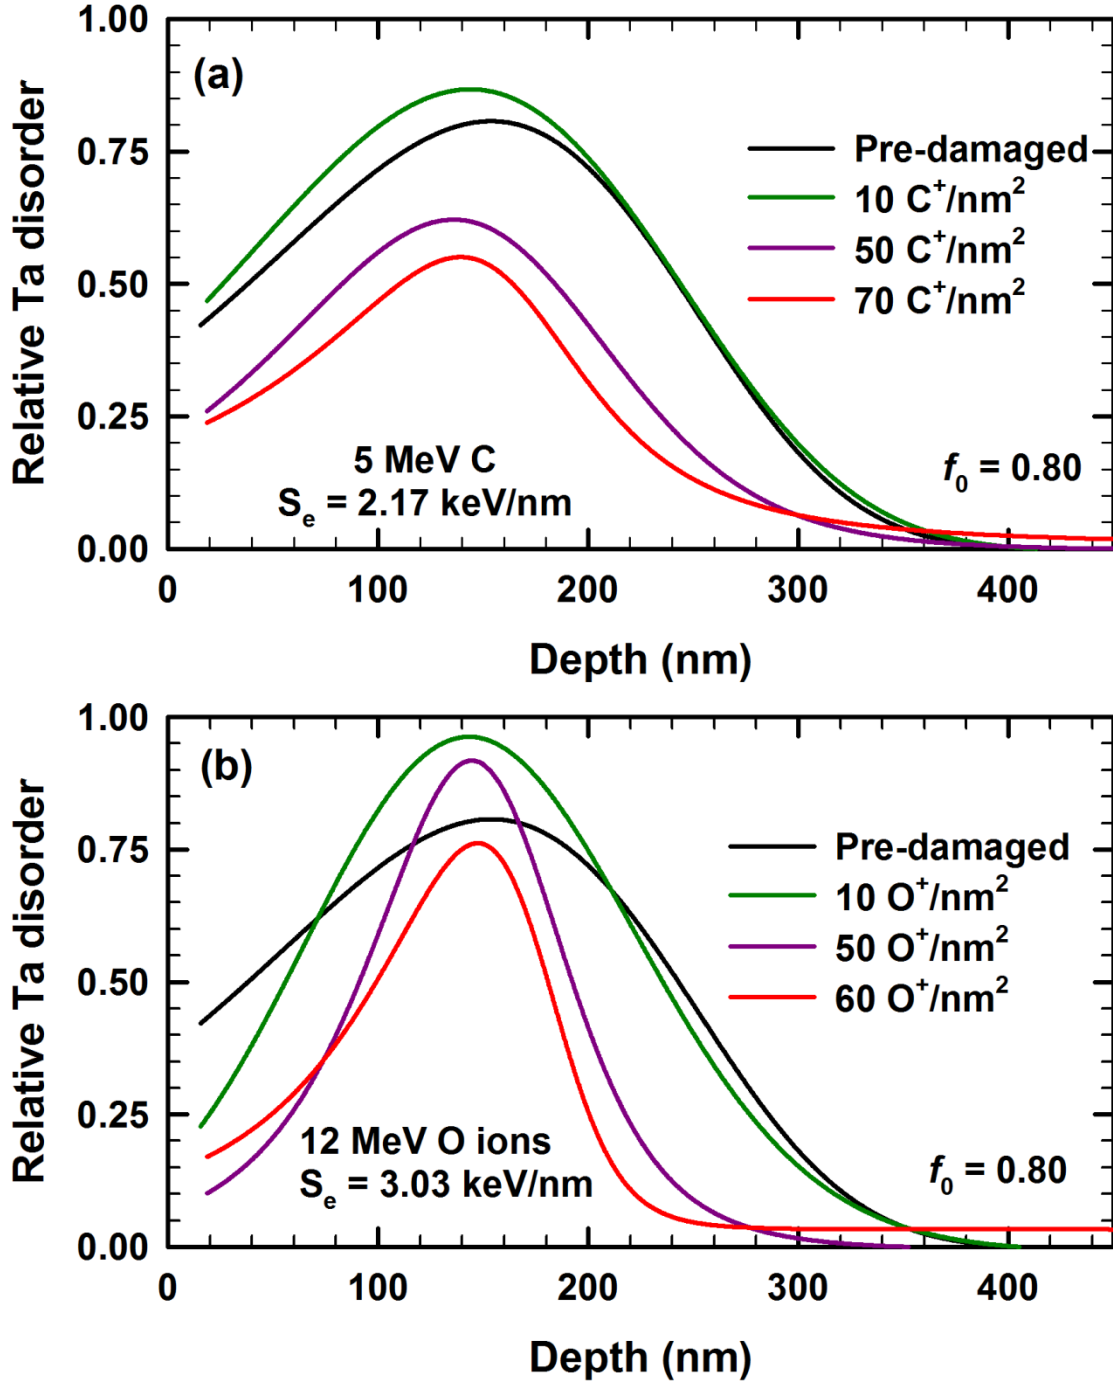 (a)
Relative Ta disorder
1.00
0.75
0.50
0.25
0.00
Pre-damaged
10 C⁺/nm²
50 C⁺/nm²
70 C⁺/nm²
5 MeV C
Sₑ = 2.17 keV/nm
f₀ = 0.80
0 100 200 300 400
Depth (nm)
(b)
Relative Ta disorder
1.00
0.75
0.50
0.25
0.00
Pre-damaged
10 O⁺/nm²
50 O⁺/nm²
60 O⁺/nm²
12 MeV O ions
Sₑ = 3.03 keV/nm
f₀ = 0.80
0 100 200 300 400
Depth (nm)